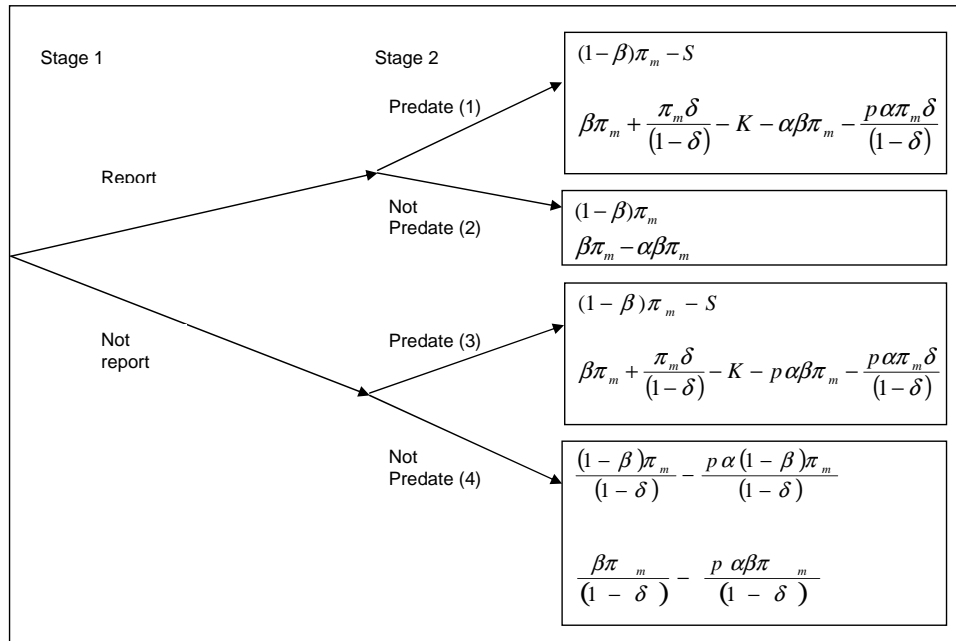 Stage 1
Stage 2
(1-β)π_m - S
Predate (1)
βπ_m + π_mδ/(1-δ) - K - αβπ_m - pαπ_mδ/(1-δ)
Report
Not
Predate (2)
(1-β)π_m
βπ_m - αβπ_m
(1-β)π_m - S
Not
report
Predate (3)
βπ_m + π_mδ/(1-δ) - K - pαβπ_m - pαπ_mδ/(1-δ)
Not
Predate (4)
(1-β)π_m/(1-δ) - pα(1-β)π_m/(1-δ)
βπ_m/(1-δ) - pαβπ_m/(1-δ)